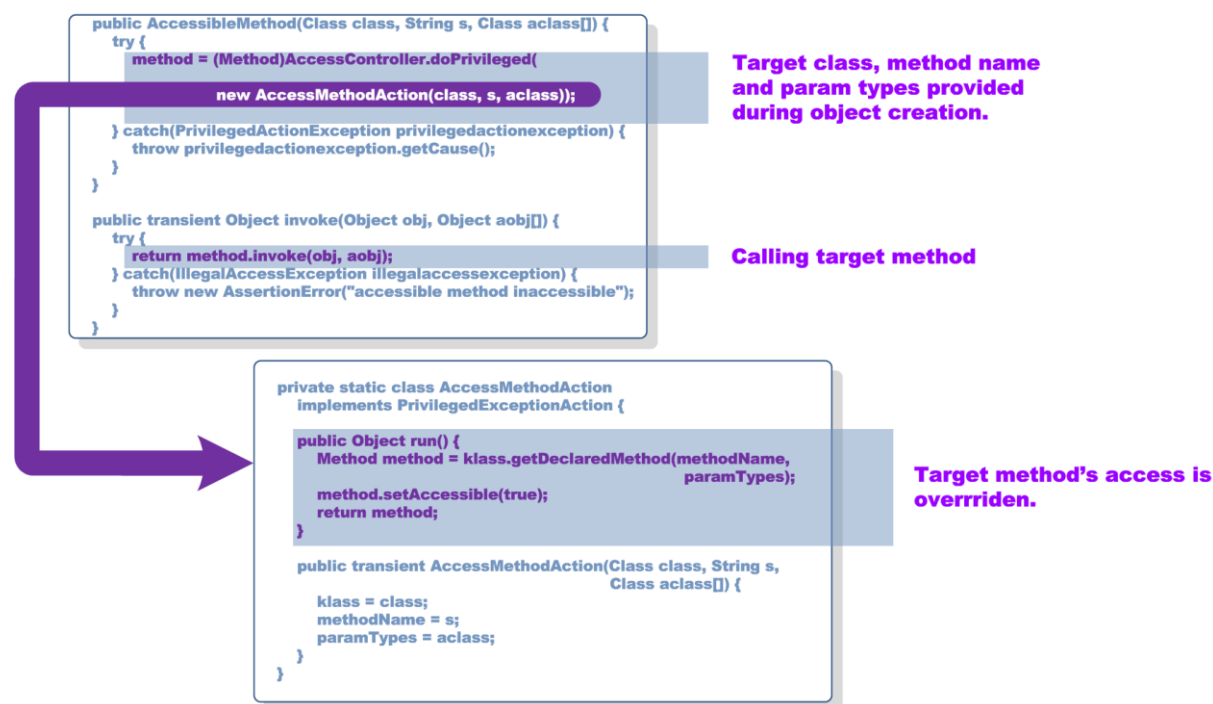 public AccessibleMethod(Class class, String s, Class aclass[]) {
try {
method = (Method)AccessController.doPrivileged(
new AccessMethodAction(class, s, aclass));
} catch(PrivilegedActionException privilegedactionexception) {
throw privilegedactionexception.getCause();
}
}
public transient Object invoke(Object obj, Object aobj[]) {
try {
return method.invoke(obj, aobj);
} catch(IllegalAccessException illegalaccessexception) {
throw new AssertionError("accessible method inaccessible");
}
}
Target class, method name
and param types provided
during object creation.
Calling target method
private static class AccessMethodAction
implements PrivilegedExceptionAction {
public Object run() {
Method method = klass.getDeclaredMethod(methodName,
paramTypes);
method.setAccessible(true);
return method;
}
public transient AccessMethodAction(Class class, String s,
Class aclass[]) {
klass = class;
methodName = s;
paramTypes = aclass;
}
}
Target method's access is
overrriden.